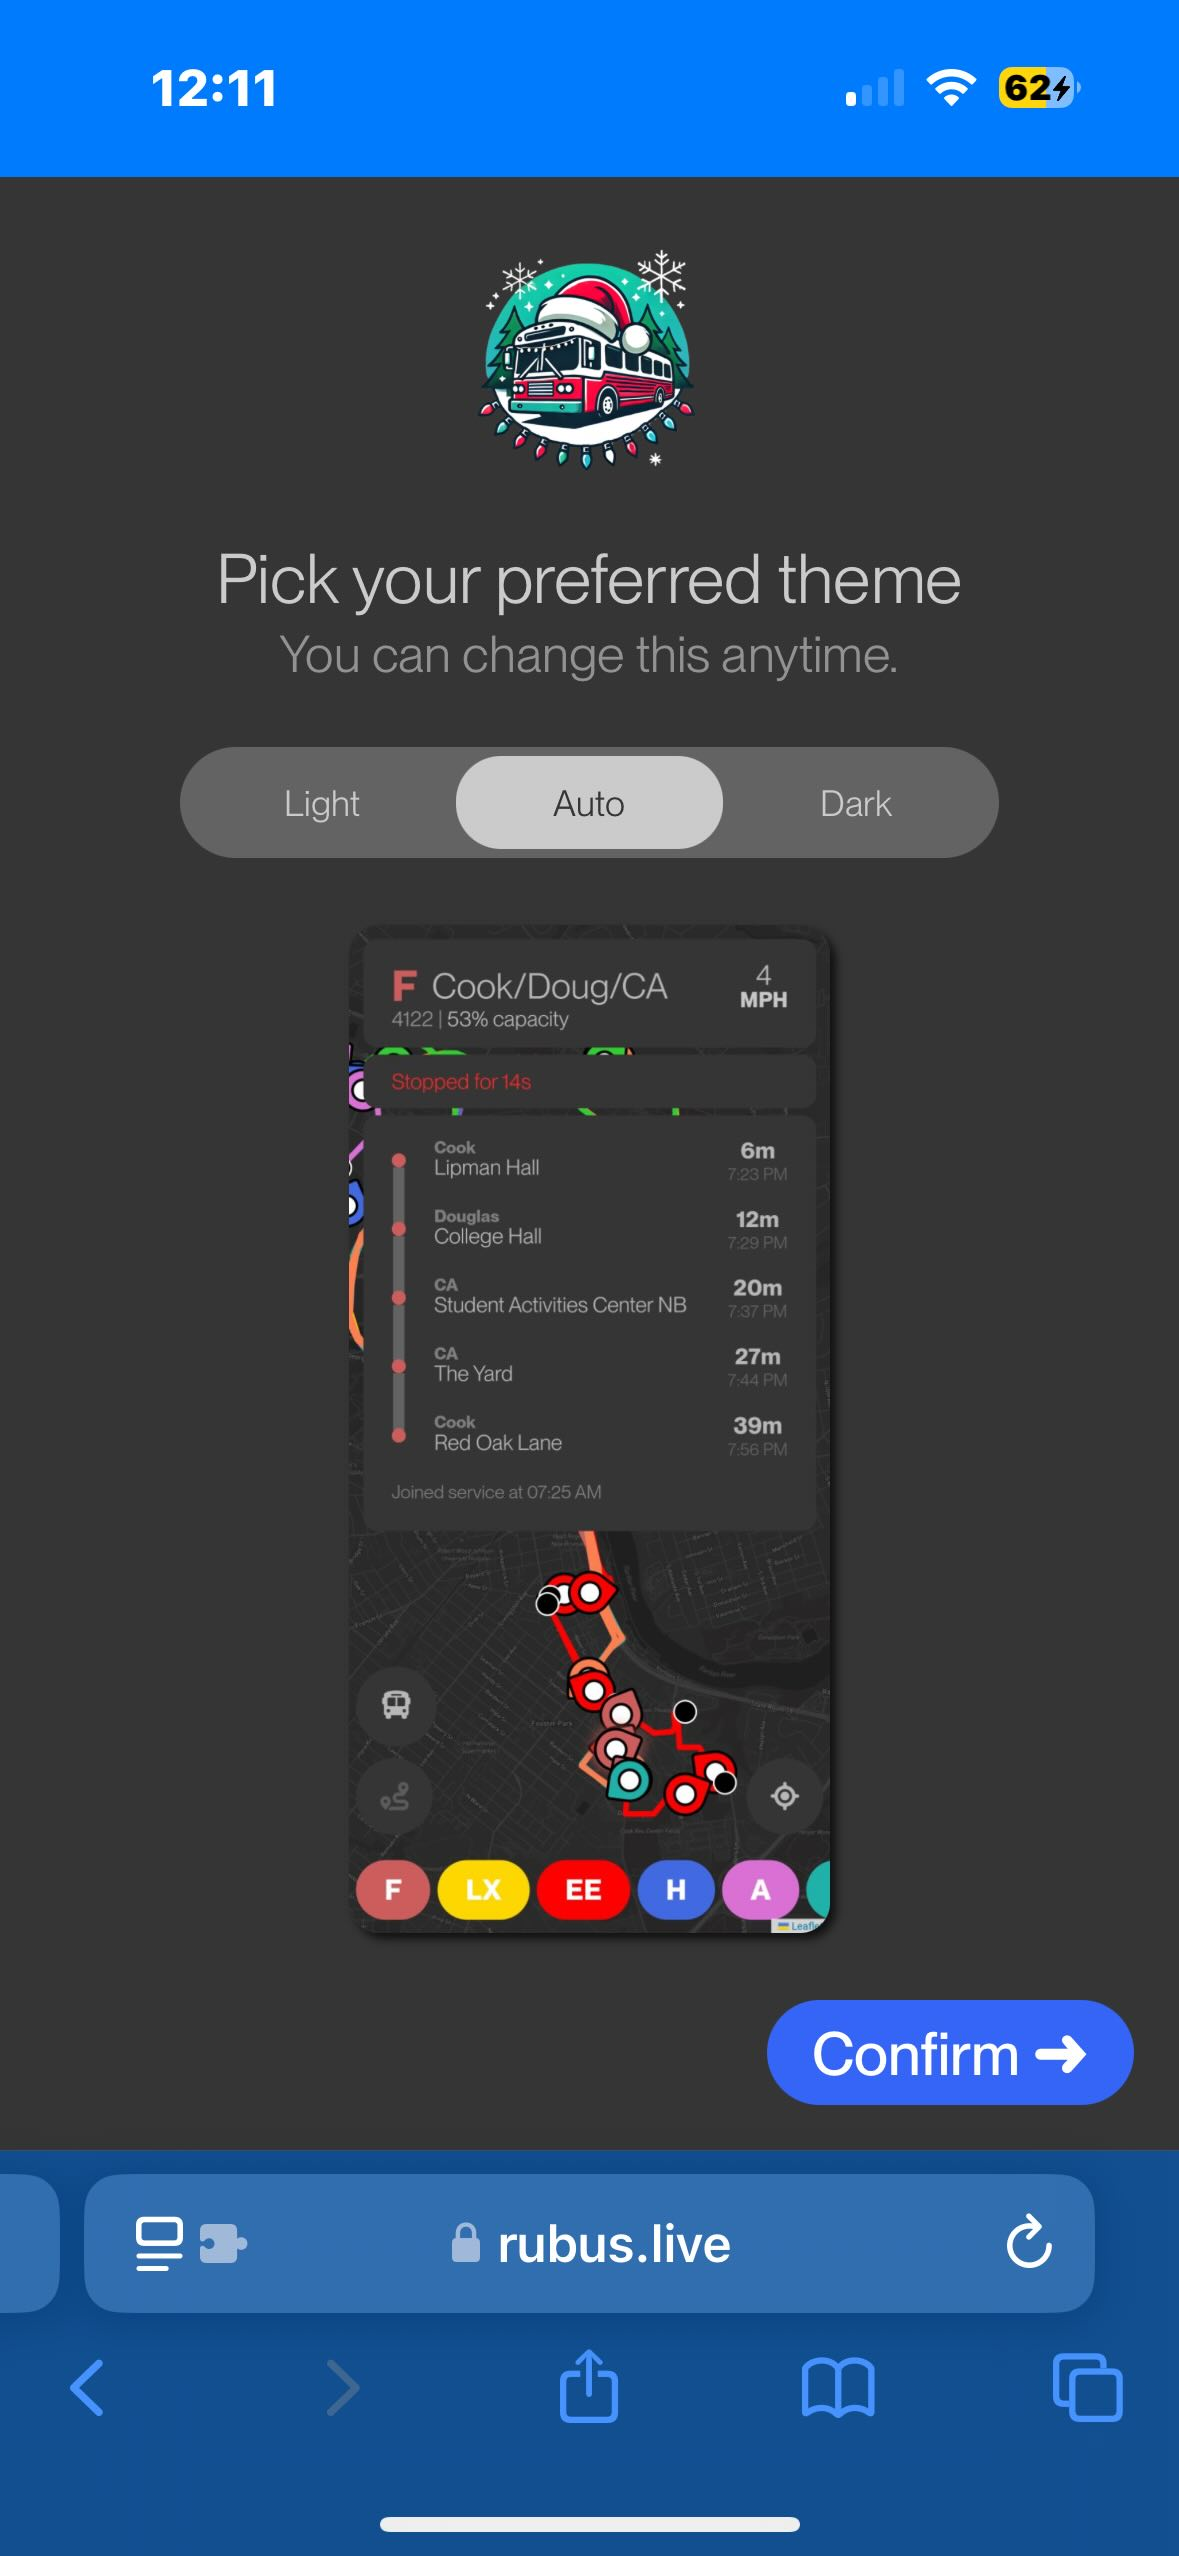 12:11
62
Pick your preferred theme
You can change this anytime.
Light Auto Dark
F Cook/Doug/CA
4
MPH
4122 | 53% capacity
Stopped for 14s
Cook
Lipman Hall
6m
7:23 PM
Douglas
College Hall
12m
7:29 PM
CA
Student Activities Center NB
20m
7:37 PM
CA
The Yard
27m
7:44 PM
Cook
Red Oak Lane
39m
7:56 PM
Joined service at 07:25 AM
F LX EE H A
Confirm
rubus.live